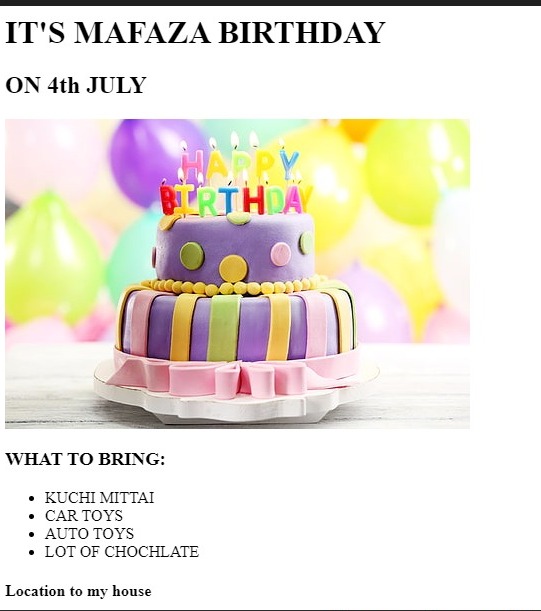 IT'S MAFAZA BIRTHDAY
ON 4th JULY
HAPPY
BIRTHDAY
WHAT TO BRING:
KUCHI MITTAI
CAR TOYS
AUTO TOYS
LOT OF CHOCHLATE
Location to my house